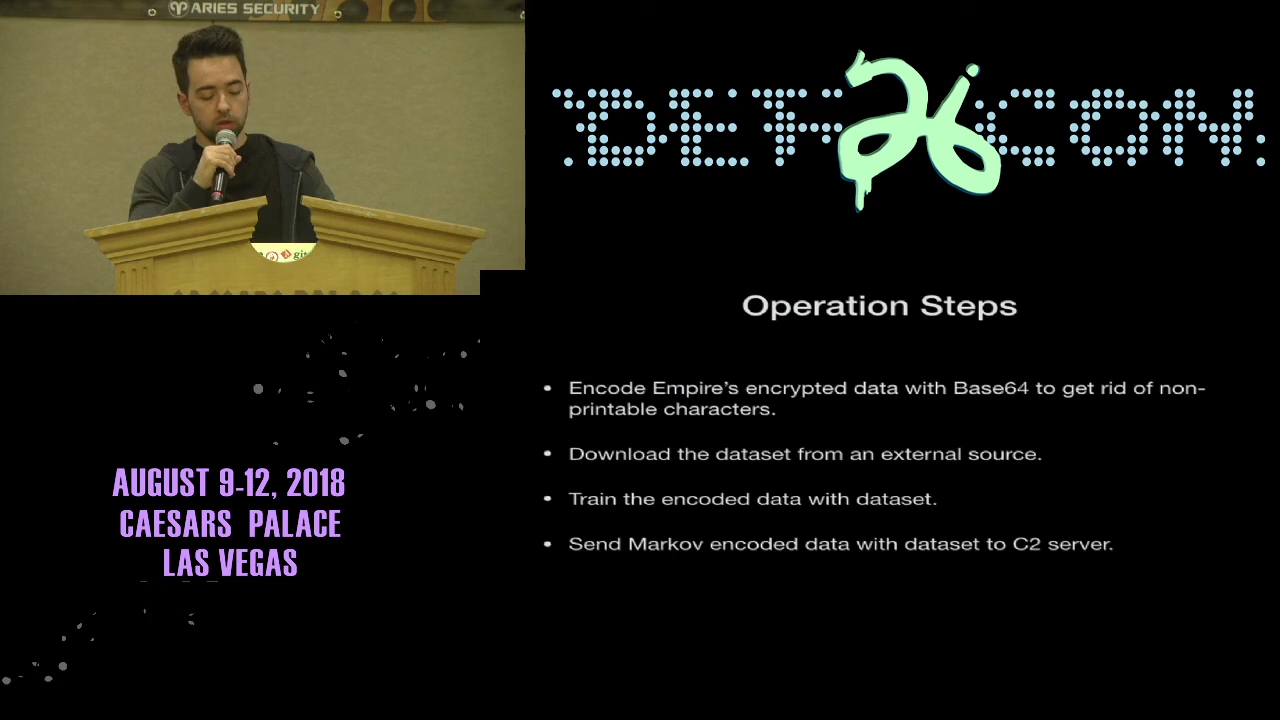 ARIES SECURITY
git
DEF CON
26
Operation Steps
• Encode Empire's encrypted data with Base64 to get rid of non-
printable characters.
• Download the dataset from an external source.
• Train the encoded data with dataset.
• Send Markov encoded data with dataset to C2 server.
AUGUST 9-12, 2018
CAESARS PALACE
LAS VEGAS